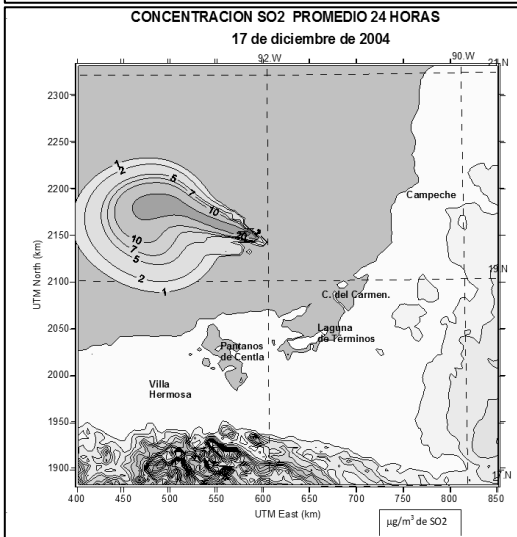 CONCENTRACION SO2 PROMEDIO 24 HORAS
17 de diciembre de 2004
92.W
90.W
21 N
2300
2250
2200
2150
2100
2050
2000
1950
1900
UTM North (km)
1
2
5
7
10
20
10
7
5
2
1
Campeche
19 N
C. del Carmen.
Laguna
de Términos
Pantanos
de Centla
Villa
Hermosa
17 N
400 450 500 550 600 650 700 750 800 850
UTM East (km)
µg/m³ de SO2